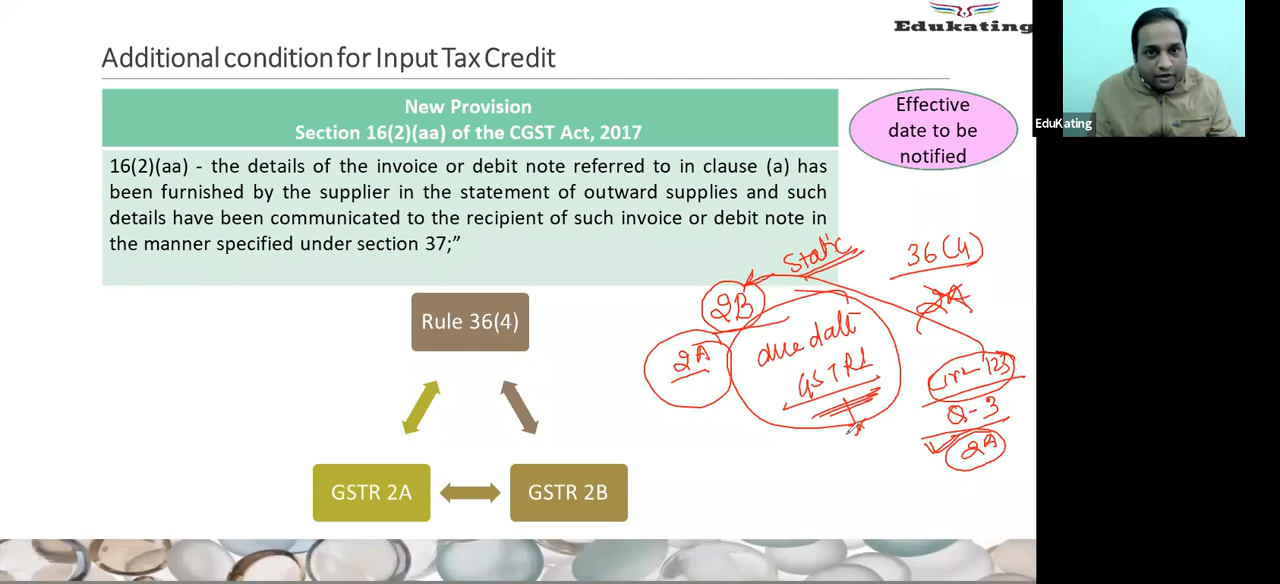 Edukating
Additional condition for Input Tax Credit
New Provision
Section 16(2)(aa) of the CGST Act, 2017
Effective
date to be
notified
EduKating
16(2)(aa) - the details of the invoice or debit note referred to in clause (a) has
been furnished by the supplier in the statement of outward supplies and such
details have been communicated to the recipient of such invoice or debit note in
the manner specified under section 37;”
Static
36(4)
2A
2B
2A
due date
GSTR1
Cir-123
Q-3
2A
Rule 36(4)
GSTR 2A
GSTR 2B